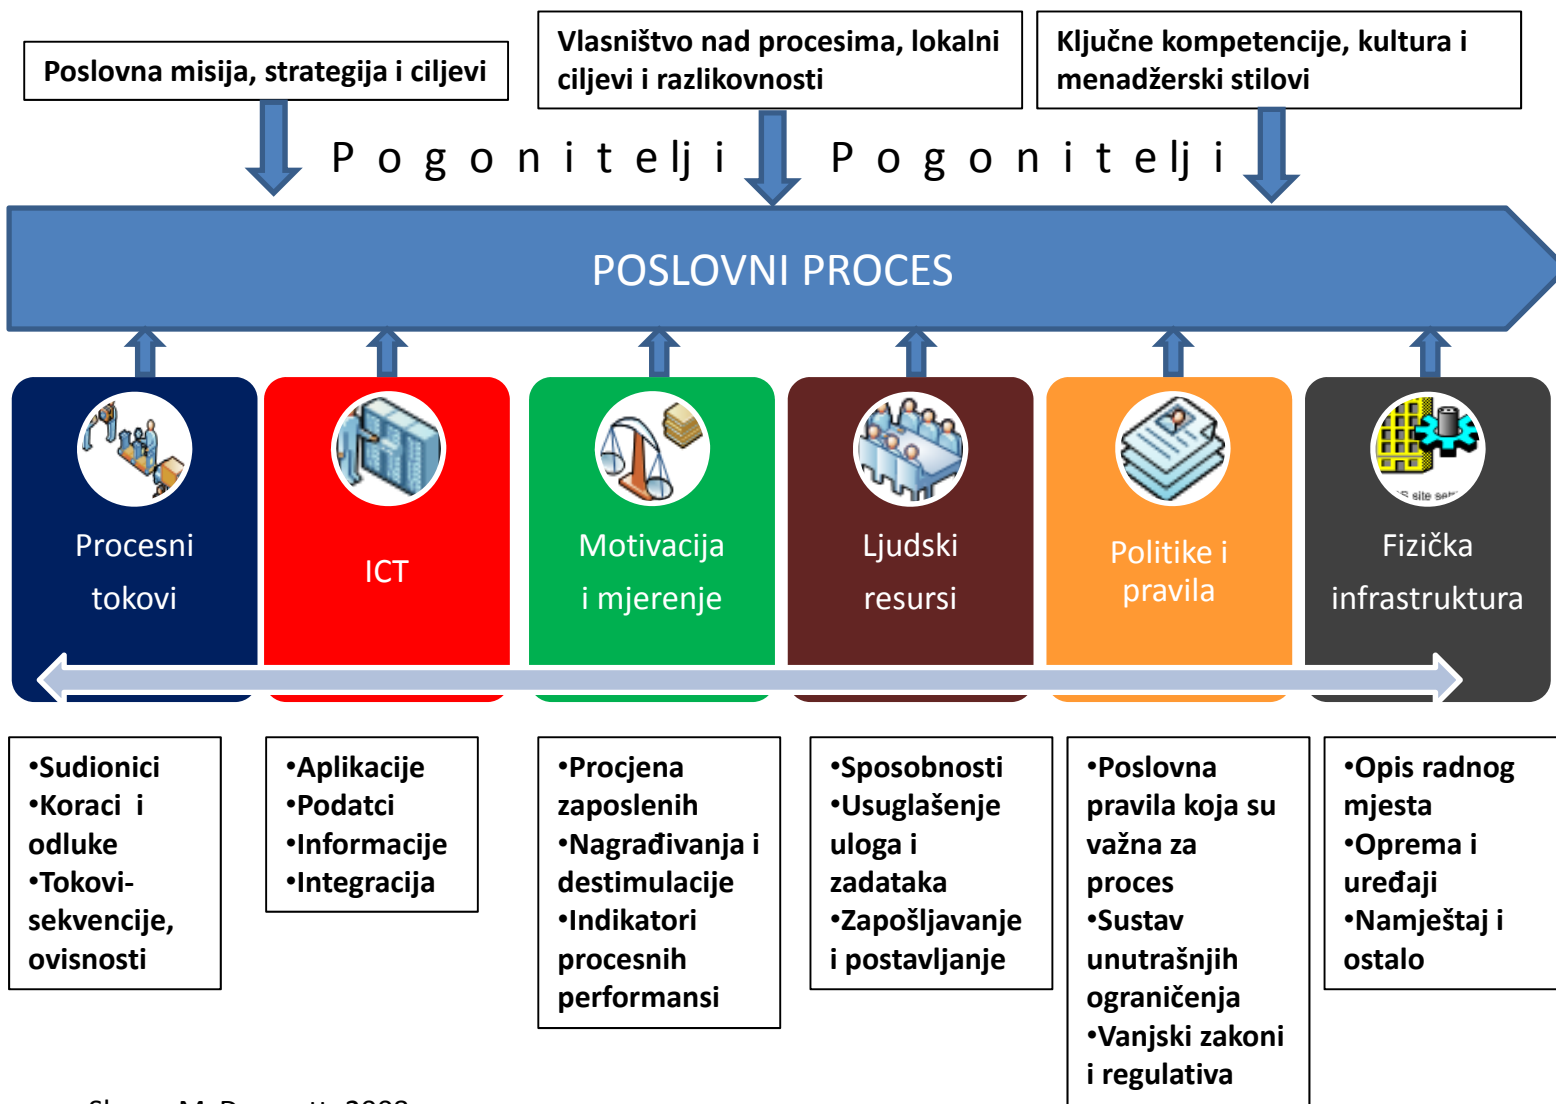 Poslovna misija, strategija i ciljevi
Vlasništvo nad procesima, lokalni
ciljevi i razlikovnosti
Ključne kompetencije, kultura i
menadžerski stilovi
P o g o n i t e lj i
P o g o n i t e lj i
POSLOVNI PROCES
Procesni
tokovi
ICT
Motivacija
i mjerenje
Ljudski
resursi
Politike i
pravila
site
Fizička
infrastruktura
•Sudionici
•Koraci i
odluke
•Tokovi-
sekvencije,
ovisnosti
•Aplikacije
•Podatci
•Informacije
•Integracija
•Procjena
zaposlenih
•Nagrađivanja i
destimulacije
•Indikatori
procesnih
performansi
•Sposobnosti
•Usuglašenje
uloga i
zadataka
•Zapošljavanje
i postavljanje
•Poslovna
pravila koja su
važna za
proces
•Sustav
unutrašnjih
ograničenja
•Vanjski zakoni
i regulativa
•Opis radnog
mjesta
•Oprema i
uređaji
•Namještaj i
ostalo